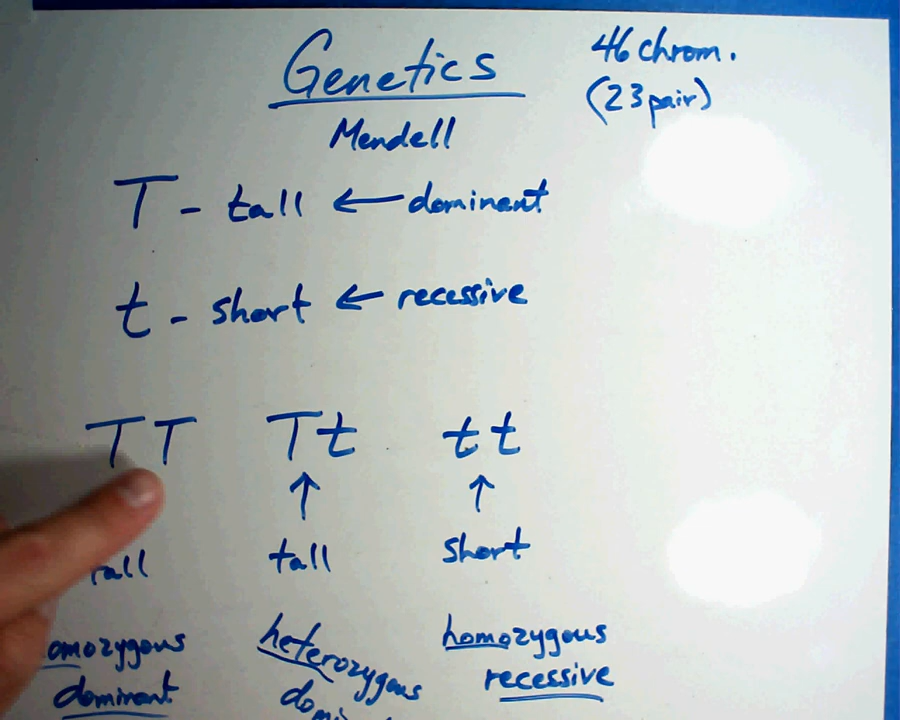 Genetics
46 chrom.
(23 pair)
Mendell
T - tall ← dominant
t - short ← recessive
TT Tt tt
↑ ↑
tall tall short
omozygous heterozygous homozygous
dominant recessive